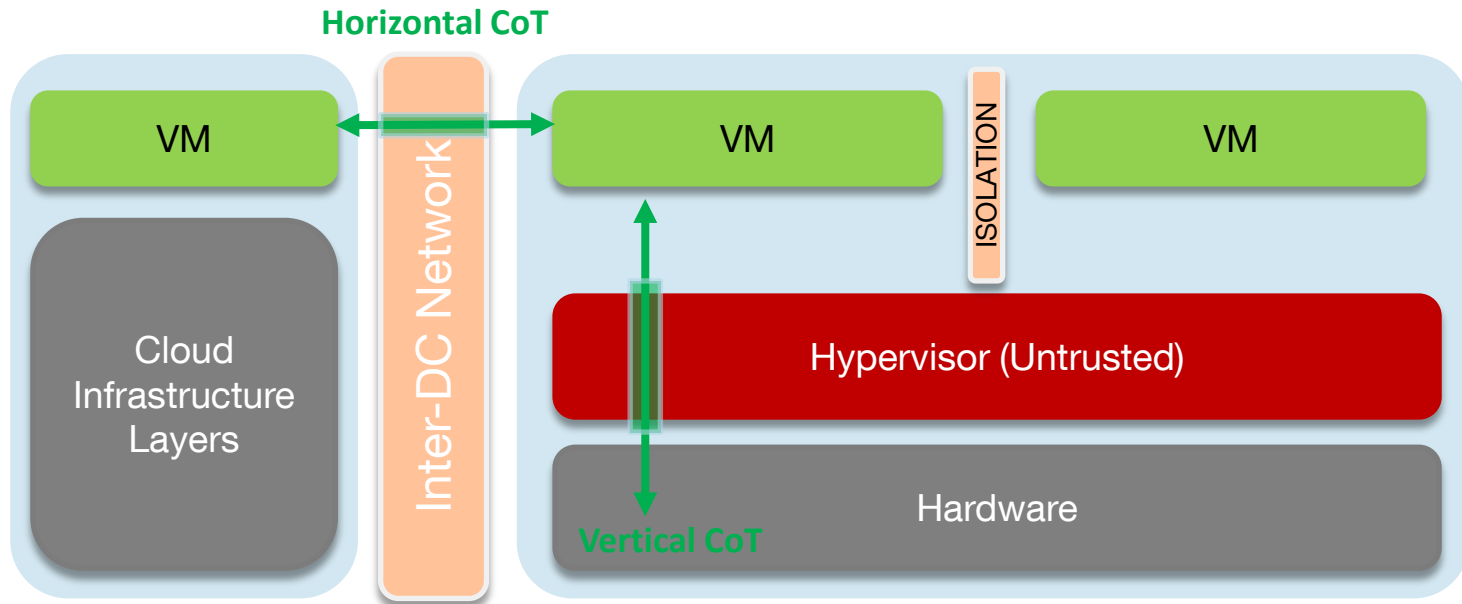 Horizontal CoT
VM
Cloud
Infrastructure
Layers
Inter-DC Network
VM
ISOLATION
VM
Hypervisor (Untrusted)
Hardware
Vertical CoT